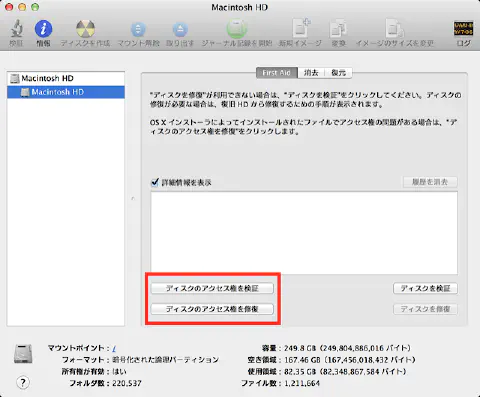 Macintosh HD
検証 情報 ディスクを作成 マウント解除 取り出す ジャーナル記録を開始 新規イメージ 変換 イメージのサイズを変更 ログ
Macintosh HD
Macintosh HD
First Aid 消去 復元
"ディスクを修復"が利用できない場合は、"ディスクを検証"をクリックしてください。ディスクの
修復が必要な場合は、復旧 HD から修復するための手順が表示されます。
OS X インストーラによってインストールされたファイルでアクセス権の問題がある場合は、"ディ
スクのアクセス権を修復"をクリックします。
詳細情報を表示 履歴を消去
ディスクのアクセス権を検証 ディスクを検証
ディスクのアクセス権を修復 ディスクを修復
マウントポイント : / 容量 : 249.8 GB (249,804,886,016 バイト)
フォーマット : 暗号化された論理パーティション 空き領域 : 167.46 GB (167,456,018,432 バイト)
所有権が有効 : はい 使用領域 : 82.35 GB (82,348,867,584 バイト)
フォルダ数 : 220,537 ファイル数 : 1,211,664
?